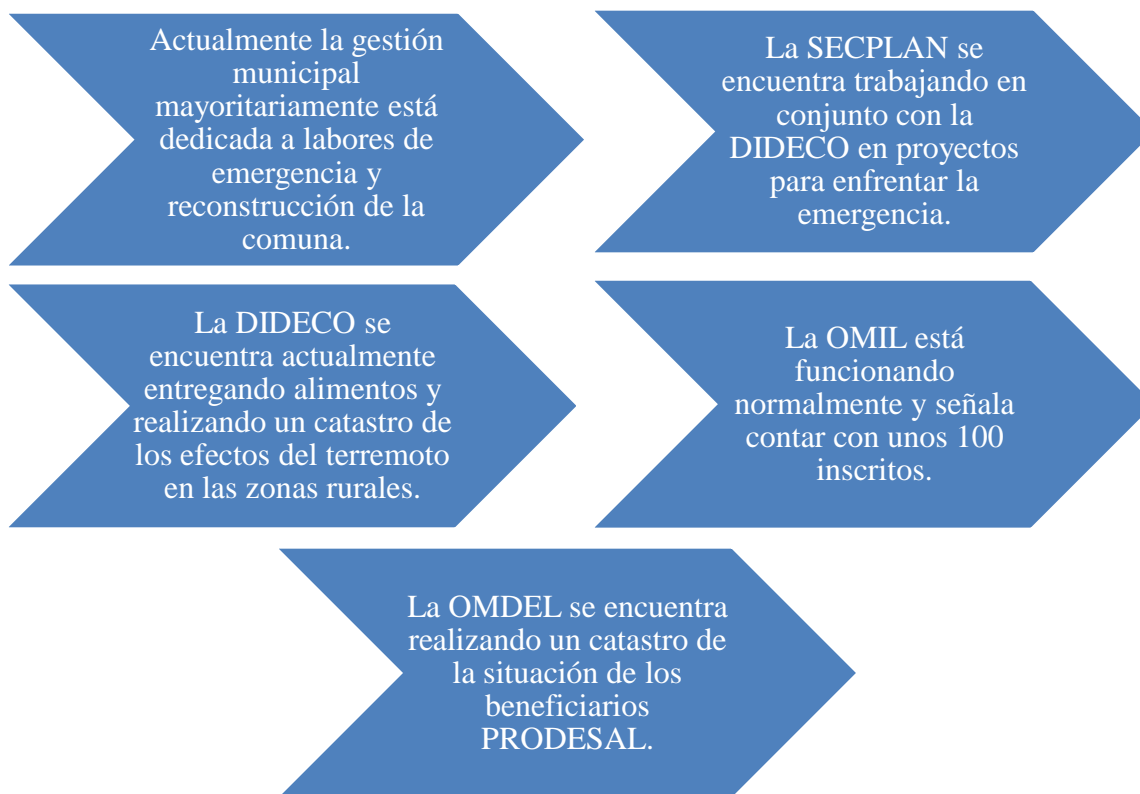 Actualmente la gestión
municipal
mayoritariamente está
dedicada a labores de
emergencia y
reconstrucción de la
comuna.
La SECPLAN se
encuentra trabajando en
conjunto con la
DIDECO en proyectos
para enfrentar la
emergencia.
La DIDECO se
encuentra actualmente
entregando alimentos y
realizando un catastro de
los efectos del terremoto
en las zonas rurales.
La OMIL está
funcionando
normalmente y señala
contar con unos 100
inscritos.
La OMDEL se encuentra
realizando un catastro de
la situación de los
beneficiarios
PRODESAL.